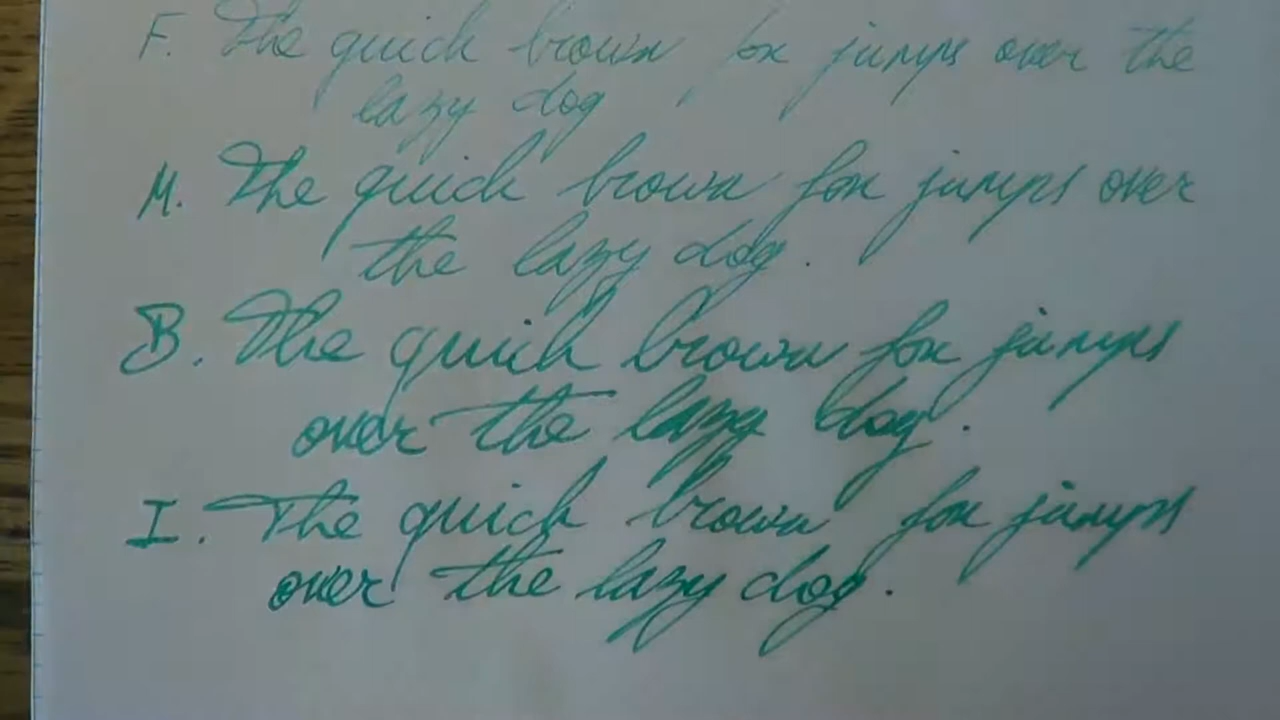 F. The quick brown fox jumps over the
lazy dog
M. The quick brown fox jumps over
the lazy dog.
B. The quick brown fox jumps
over the lazy dog.
I. The quick brown fox jumps
over the lazy dog.